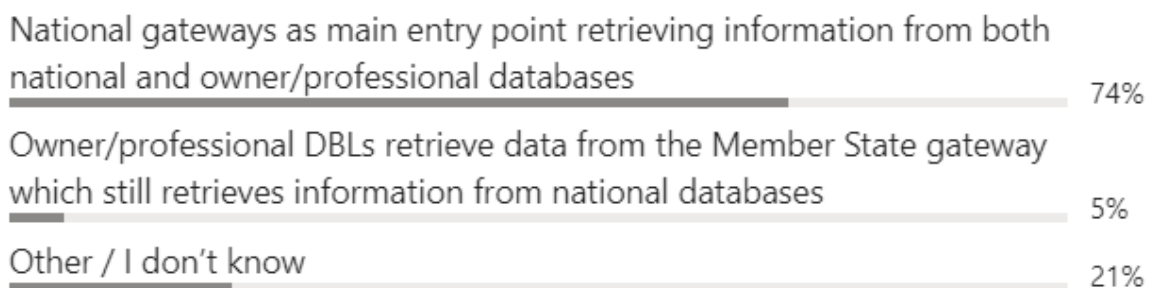 National gateways as main entry point retrieving information from both
national and owner/professional databases
74%
Owner/professional DBLs retrieve data from the Member State gateway
which still retrieves information from national databases
5%
Other / I don’t know
21%